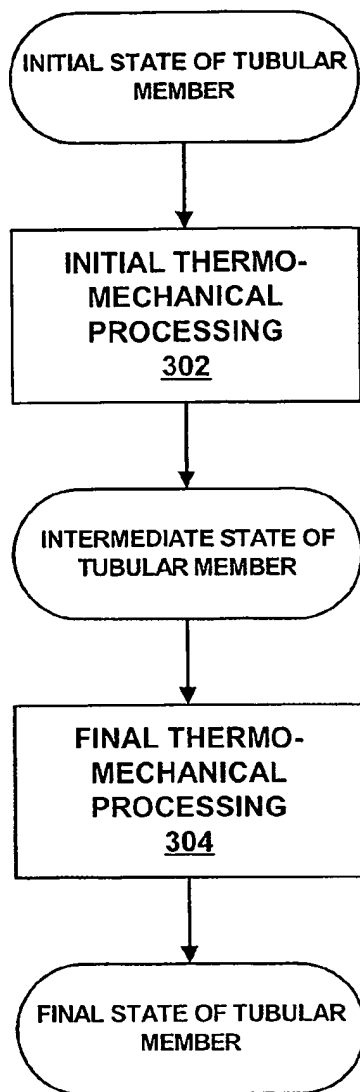 INITIAL STATE OF TUBULAR
MEMBER
INITIAL THERMO-
MECHANICAL
PROCESSING
302
INTERMEDIATE STATE OF
TUBULAR MEMBER
FINAL THERMO-
MECHANICAL
PROCESSING
304
FINAL STATE OF TUBULAR
MEMBER